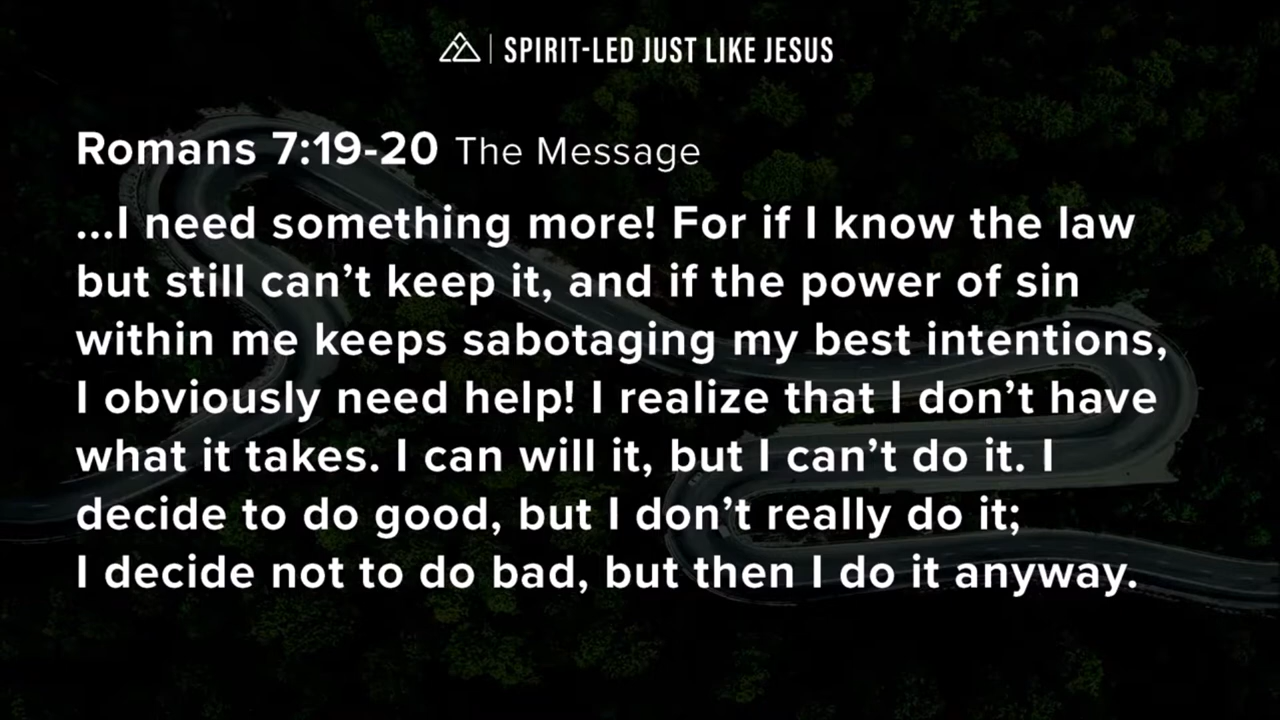 SPIRIT-LED JUST LIKE JESUS
Romans 7:19-20 The Message
...I need something more! For if I know the law
but still can’t keep it, and if the power of sin
within me keeps sabotaging my best intentions,
I obviously need help! I realize that I don’t have
what it takes. I can will it, but I can’t do it. I
decide to do good, but I don’t really do it;
I decide not to do bad, but then I do it anyway.